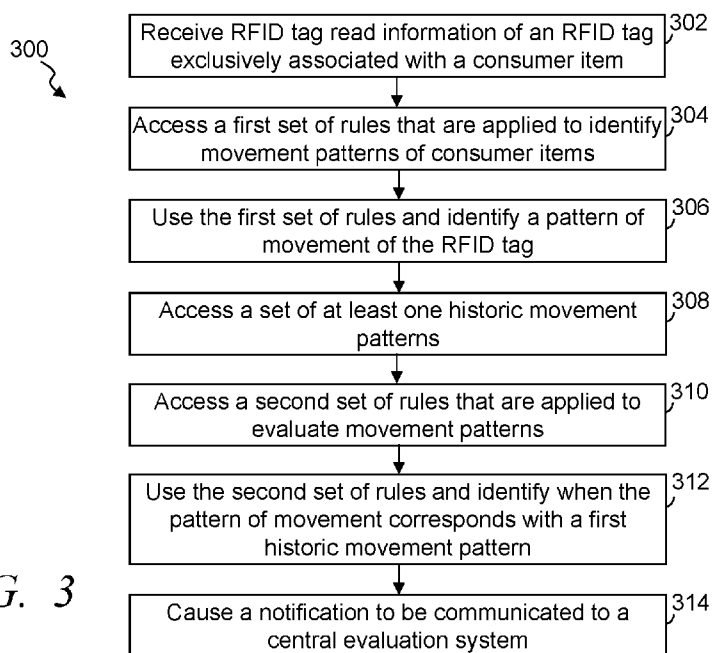 300
Receive RFID tag read information of an RFID tag
exclusively associated with a consumer item
302
Access a first set of rules that are applied to identify
movement patterns of consumer items
304
Use the first set of rules and identify a pattern of
movement of the RFID tag
306
Access a set of at least one historic movement
patterns
308
Access a second set of rules that are applied to
evaluate movement patterns
310
Use the second set of rules and identify when the
pattern of movement corresponds with a first
historic movement pattern
312
Cause a notification to be communicated to a
central evaluation system
314
G. 3